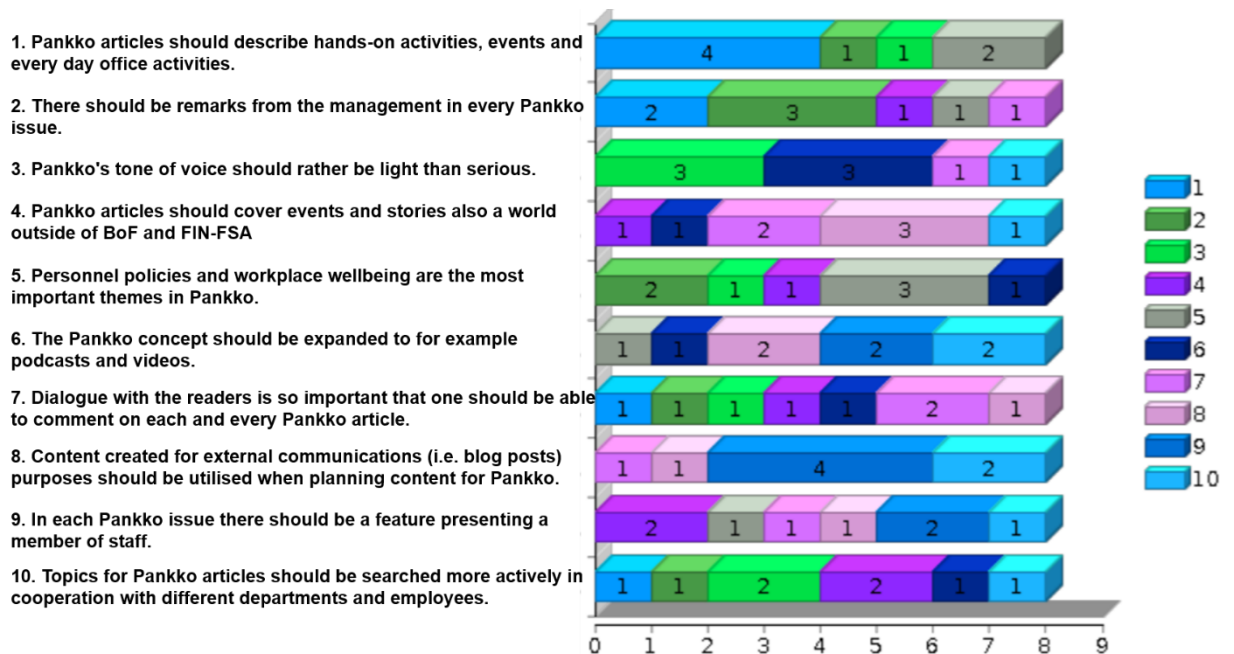 1. Pankko articles should describe hands-on activities, events and
every day office activities.
4 1 1 2
2. There should be remarks from the management in every Pankko
issue.
2 3 1 1 1
3. Pankko's tone of voice should rather be light than serious.
3 3 1 1
4. Pankko articles should cover events and stories also a world
outside of BoF and FIN-FSA
1 1 2 3 1
5. Personnel policies and workplace wellbeing are the most
important themes in Pankko.
2 1 1 3 1
6. The Pankko concept should be expanded to for example
podcasts and videos.
1 1 2 2 2
7. Dialogue with the readers is so important that one should be able
to comment on each and every Pankko article.
1 1 1 1 1 2 1
8. Content created for external communications (i.e. blog posts)
purposes should be utilised when planning content for Pankko.
1 1 4 2
9. In each Pankko issue there should be a feature presenting a
member of staff.
2 1 1 1 2 1
10. Topics for Pankko articles should be searched more actively in
cooperation with different departments and employees.
1 1 2 2 1 1
0 1 2 3 4 5 6 7 8 9
1
2
3
4
5
6
7
8
9
10